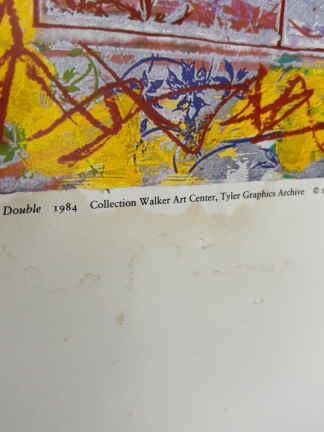 Double 1984 Collection Walker Art Center, Tyler Graphics Archive ©